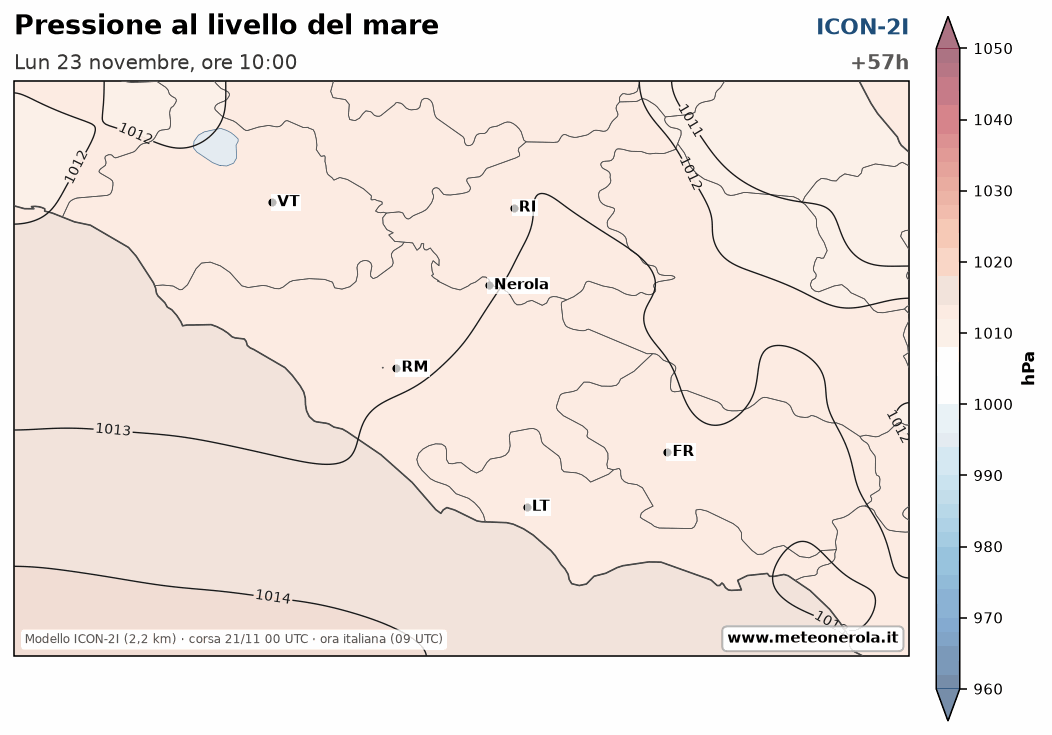 Pressione al livello del mare
ICON-2I
Lun 23 novembre, ore 10:00
+57h
1050
1040
1030
1020
1010
1000
990
980
970
960
hPa
1012
1012
1011
1012
VT
RI
Nerola
RM
1013
1012
FR
LT
1014
Modello ICON-2I (2,2 km) · corsa 21/11 00 UTC · ora italiana (09 UTC)
www.meteonerola.it